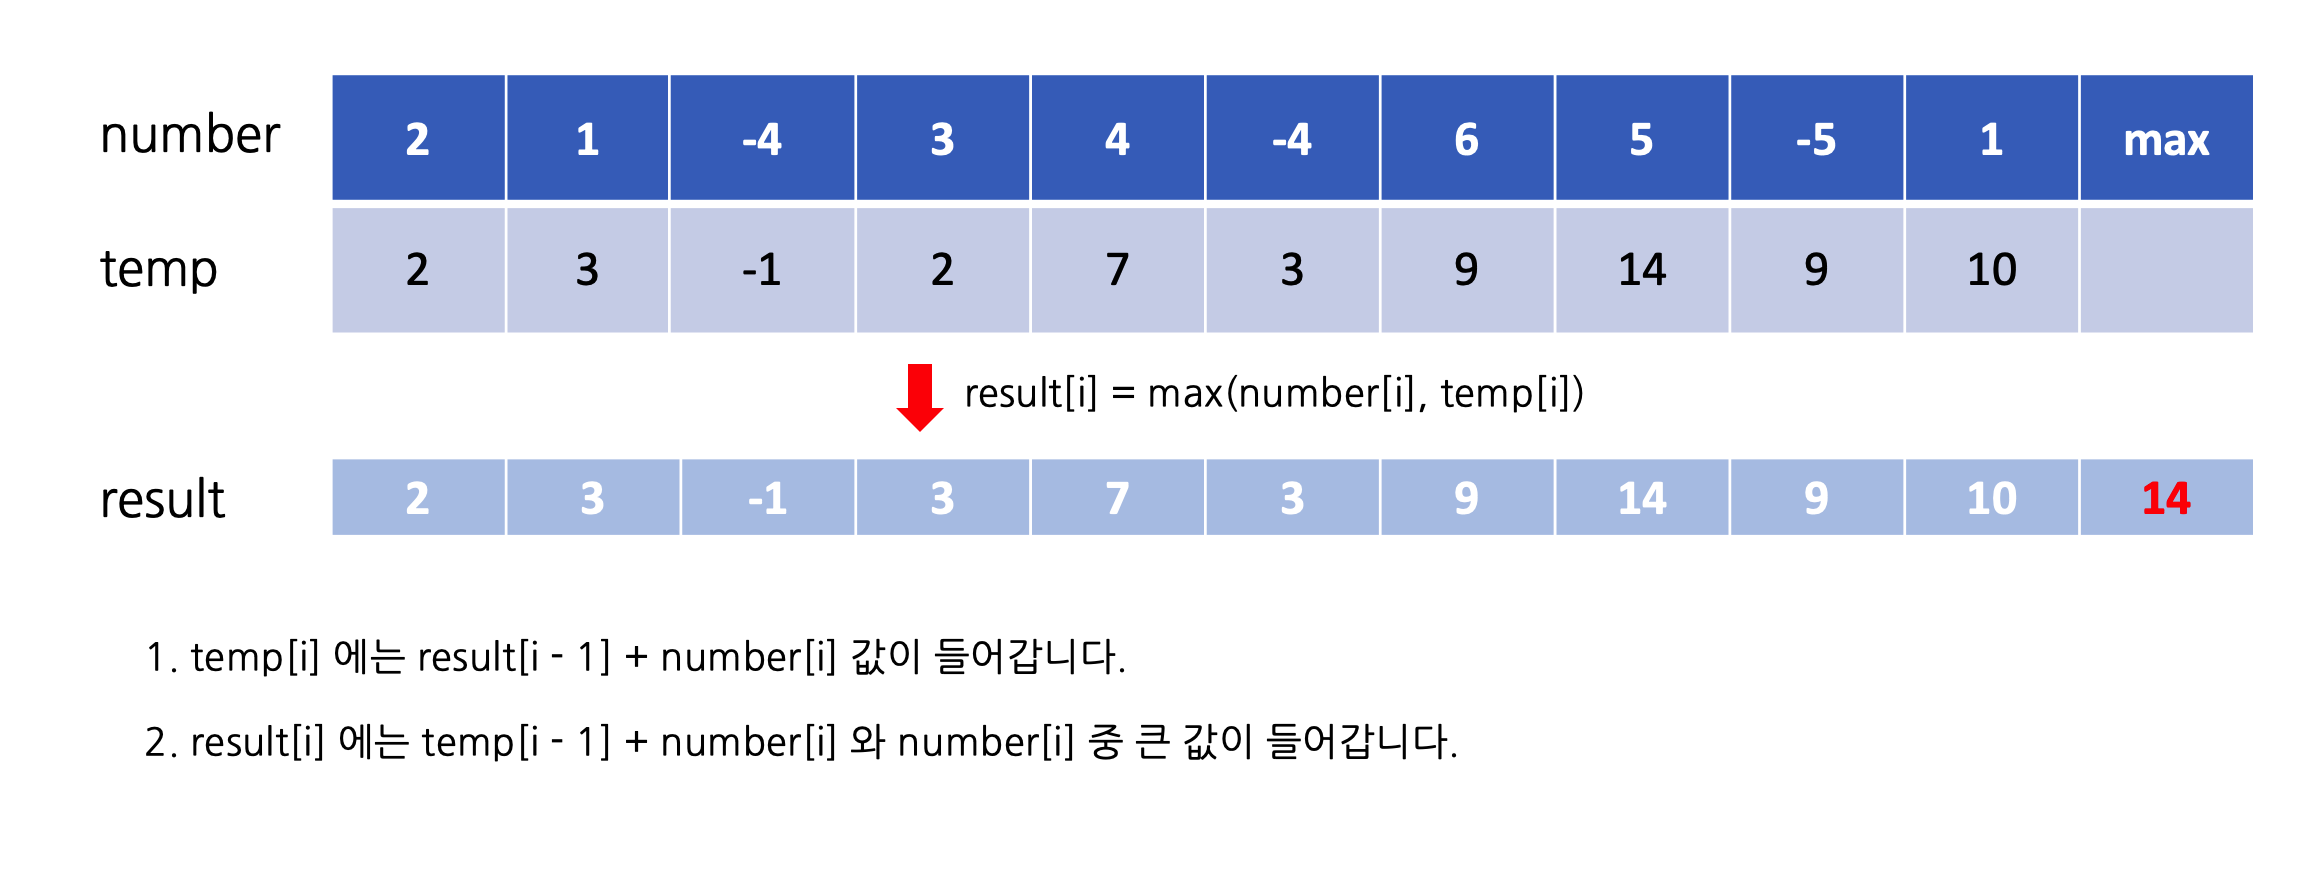 number 2 1 -4 3 4 -4 6 5 -5 1 max
temp 2 3 -1 2 7 3 9 14 9 10
result[i] = max(number[i], temp[i])
result 2 3 -1 3 7 3 9 14 9 10 14
1. temp[i] 에는 result[i - 1] + number[i] 값이 들어갑니다.
2. result[i] 에는 temp[i - 1] + number[i] 와 number[i] 중 큰 값이 들어갑니다.